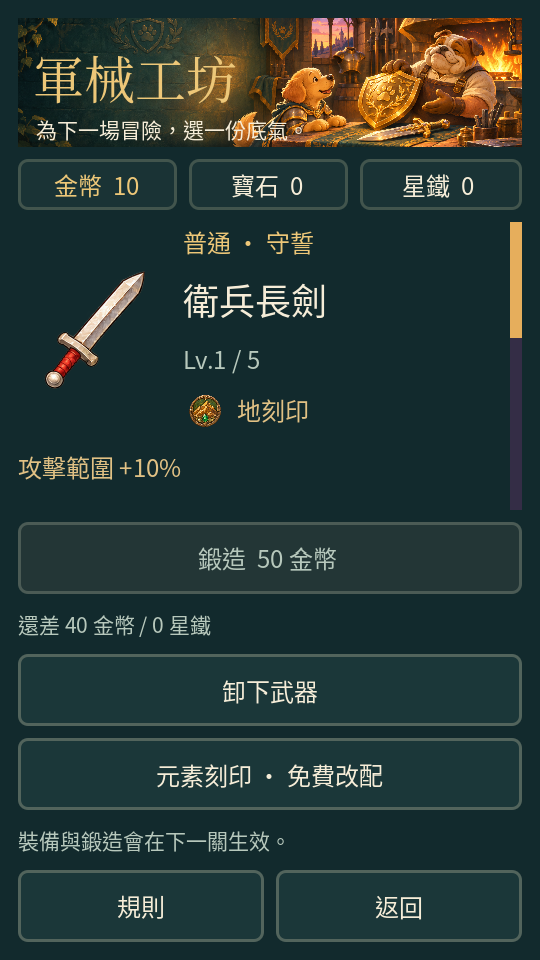 軍械工坊
為下一場冒險，選一份底氣。
金幣 10
寶石 0
星鐵 0
普通 · 守誓
衛兵長劍
Lv.1 / 5
地刻印
攻擊範圍 +10%
鍛造 50 金幣
還差 40 金幣 / 0 星鐵
卸下武器
元素刻印 · 免費改配
裝備與鍛造會在下一關生效。
規則
返回